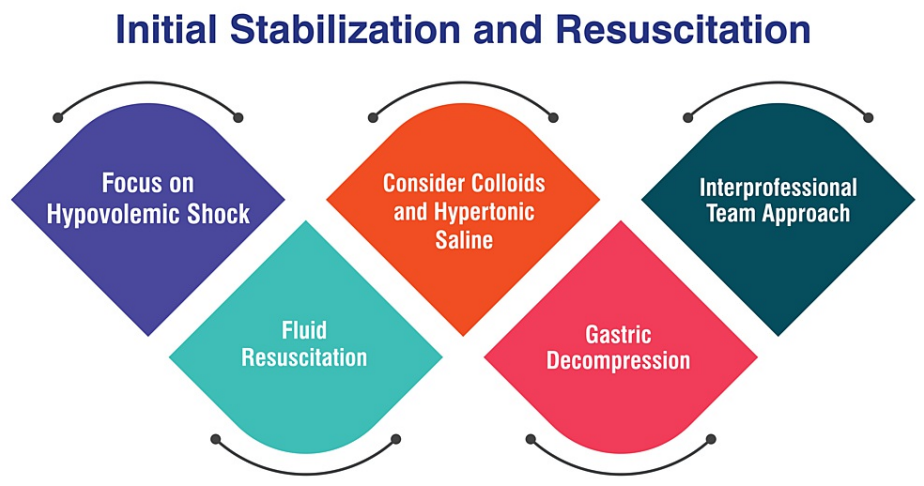 Initial Stabilization and Resuscitation
Focus on
Hypovolemic Shock
Fluid
Resuscitation
Consider Colloids
and Hypertonic
Saline
Gastric
Decompression
Interprofessional
Team Approach